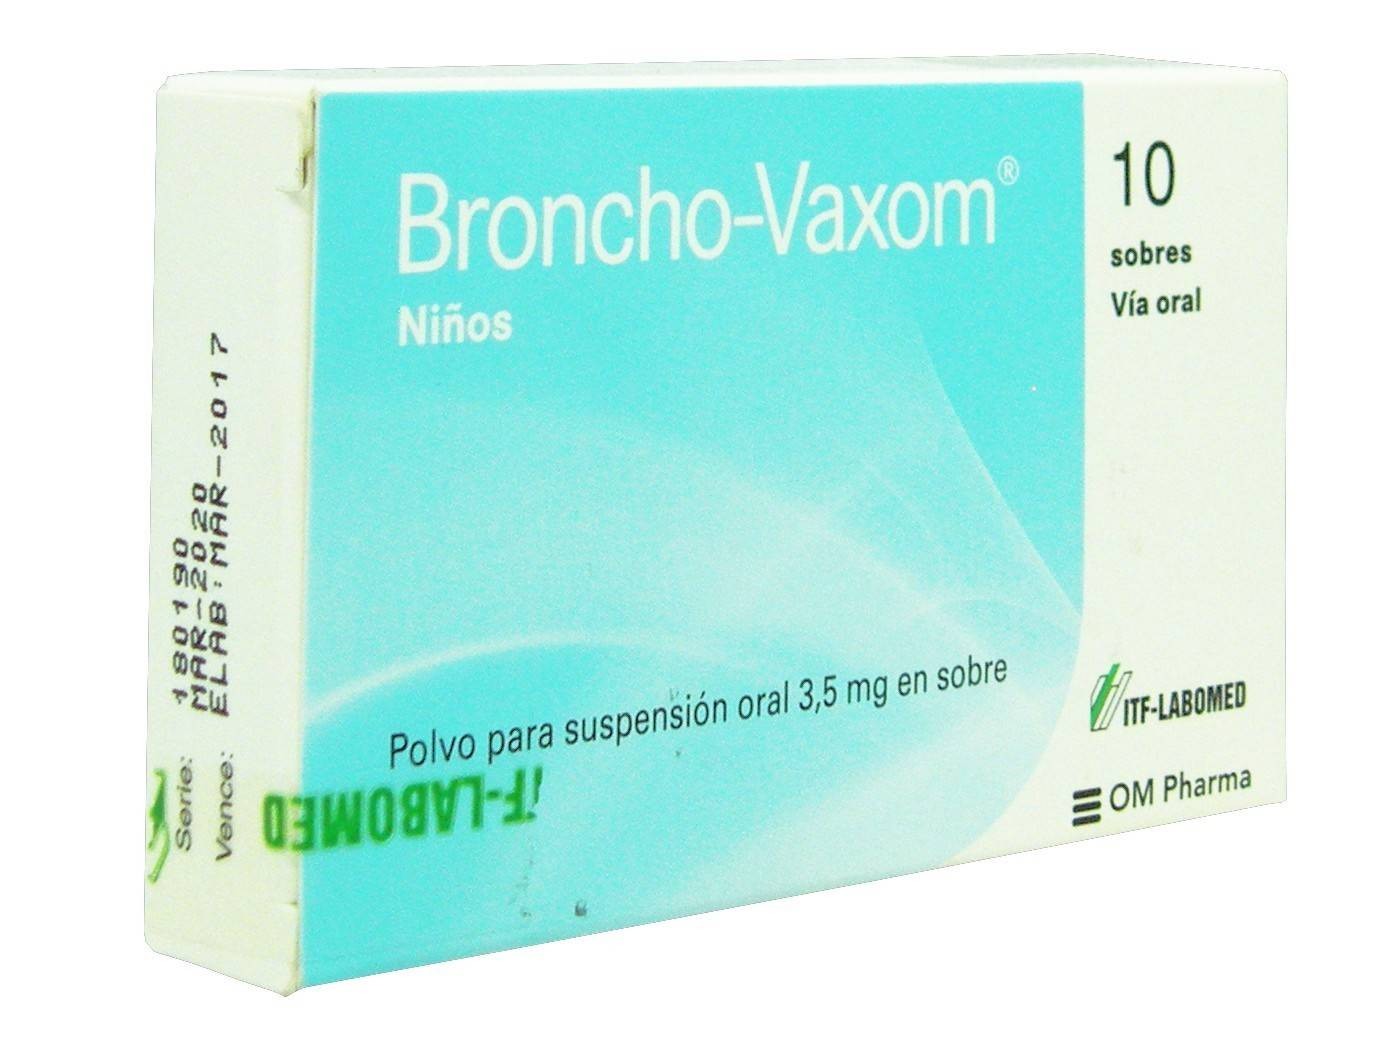 Broncho-Vaxom®
Niños
10
sobres
Vía oral
Polvo para suspensión oral 3,5 mg en sobre
ITF-LABOMED
OM Pharma
ITF-LABOMED
Serie: 180190
Vence: MAR-2020
ELAB:MAR-2017